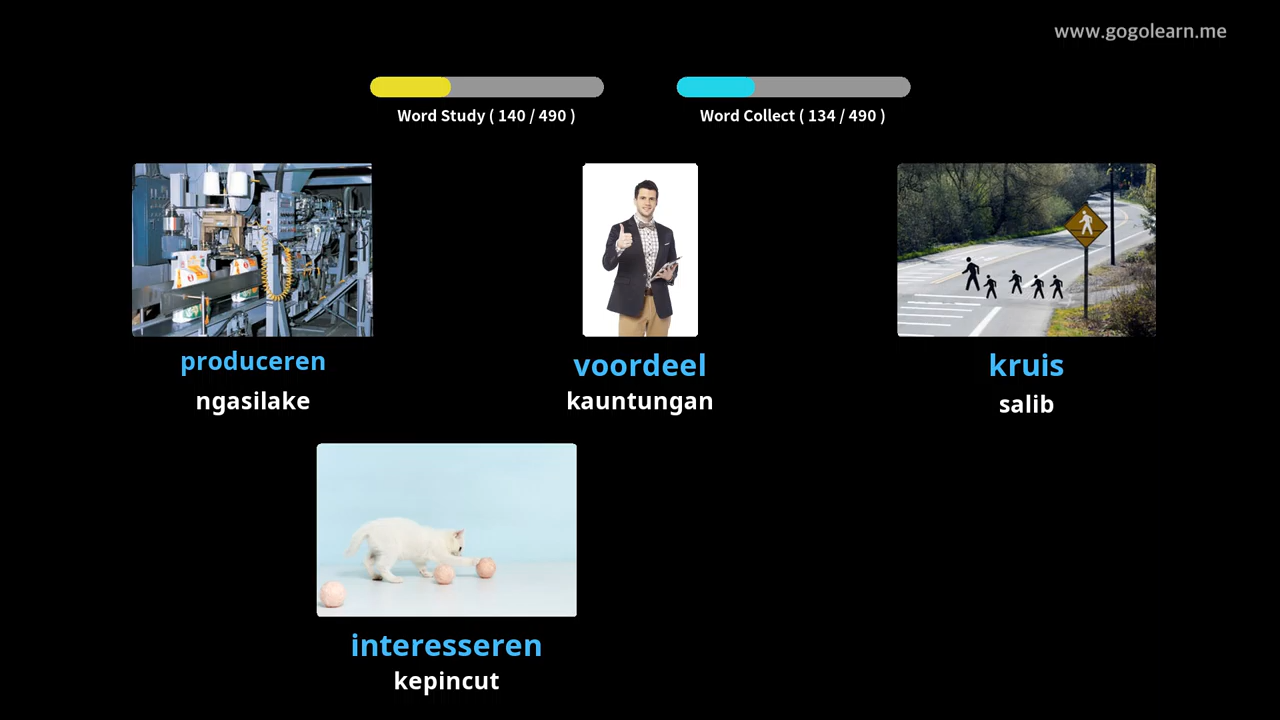 www.gogolearn.me
Word Study ( 140 / 490 )
Word Collect ( 134 / 490 )
produceren
ngasilake
voordeel
kauntungan
kruis
salib
interesseren
kepincut